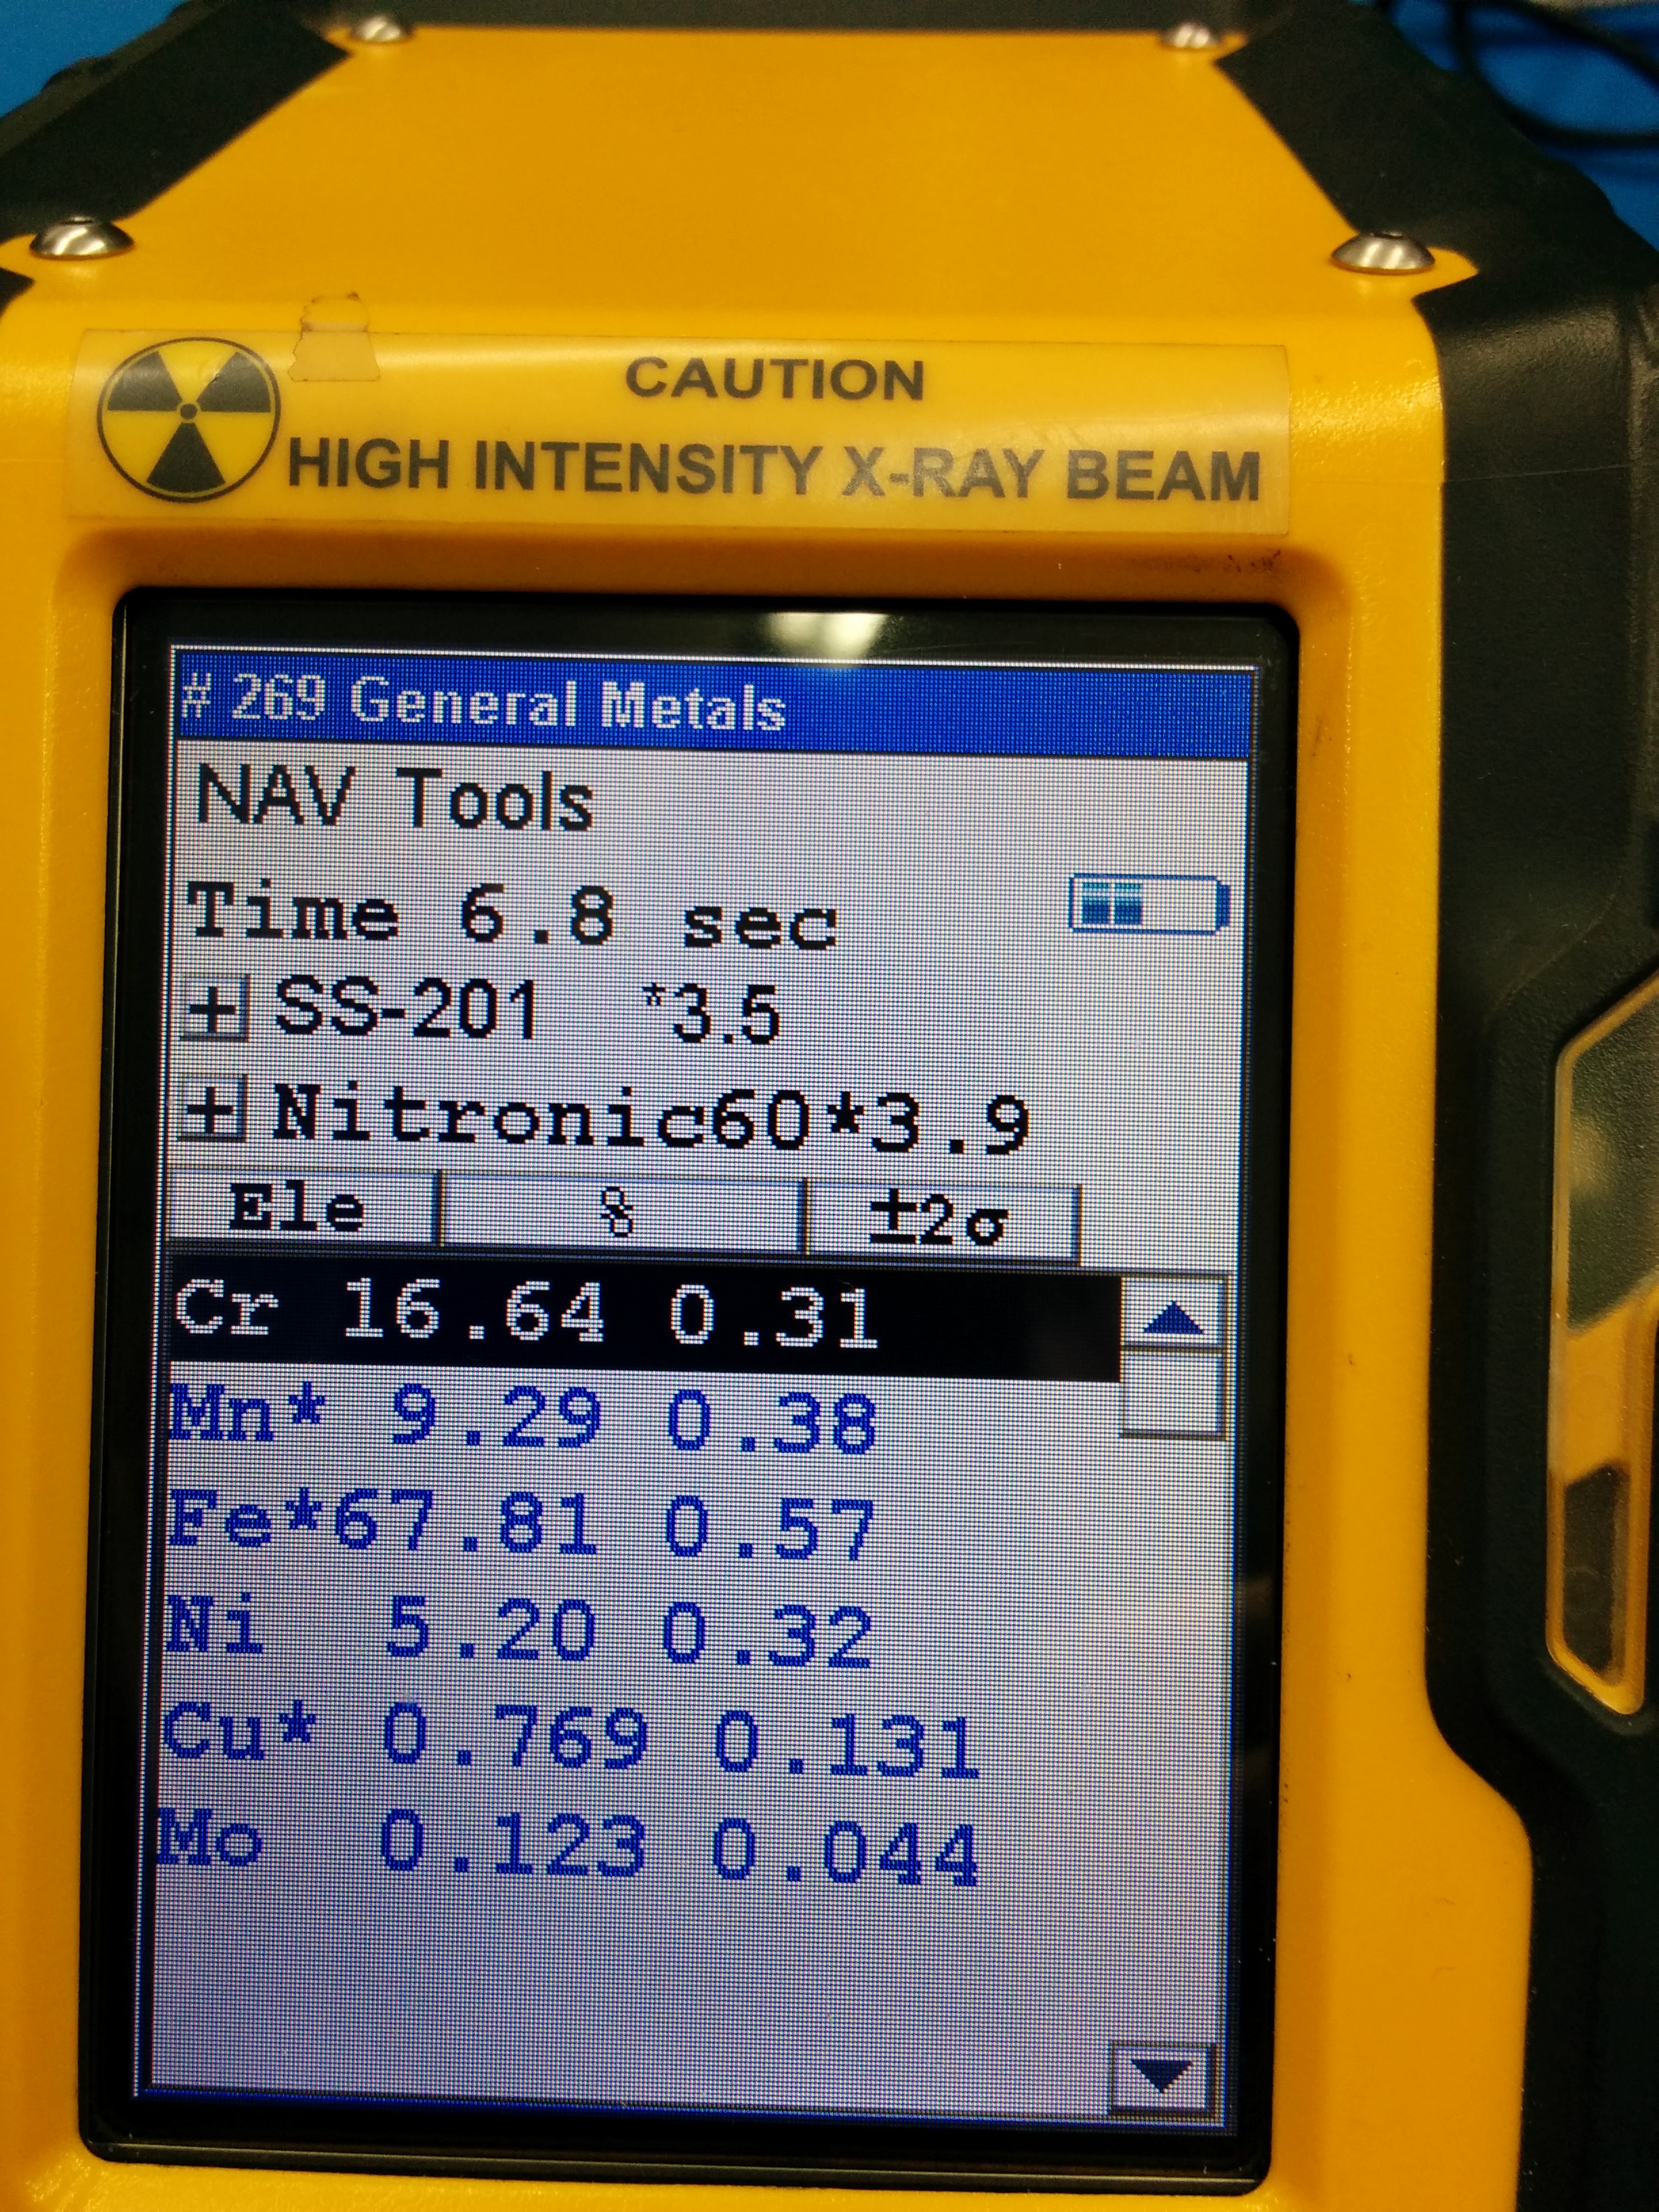 CAUTION
HIGH INTENSITY X-RAY BEAM
# 269 General Metals
NAV Tools
Time 6.8 sec
+ SS-201 *3.5
+ Nitronic60*3.9
Ele % ±2σ
Cr 16.64 0.31
Mn* 9.29 0.38
Fe*67.81 0.57
Ni 5.20 0.32
Cu* 0.769 0.131
Mo 0.123 0.044